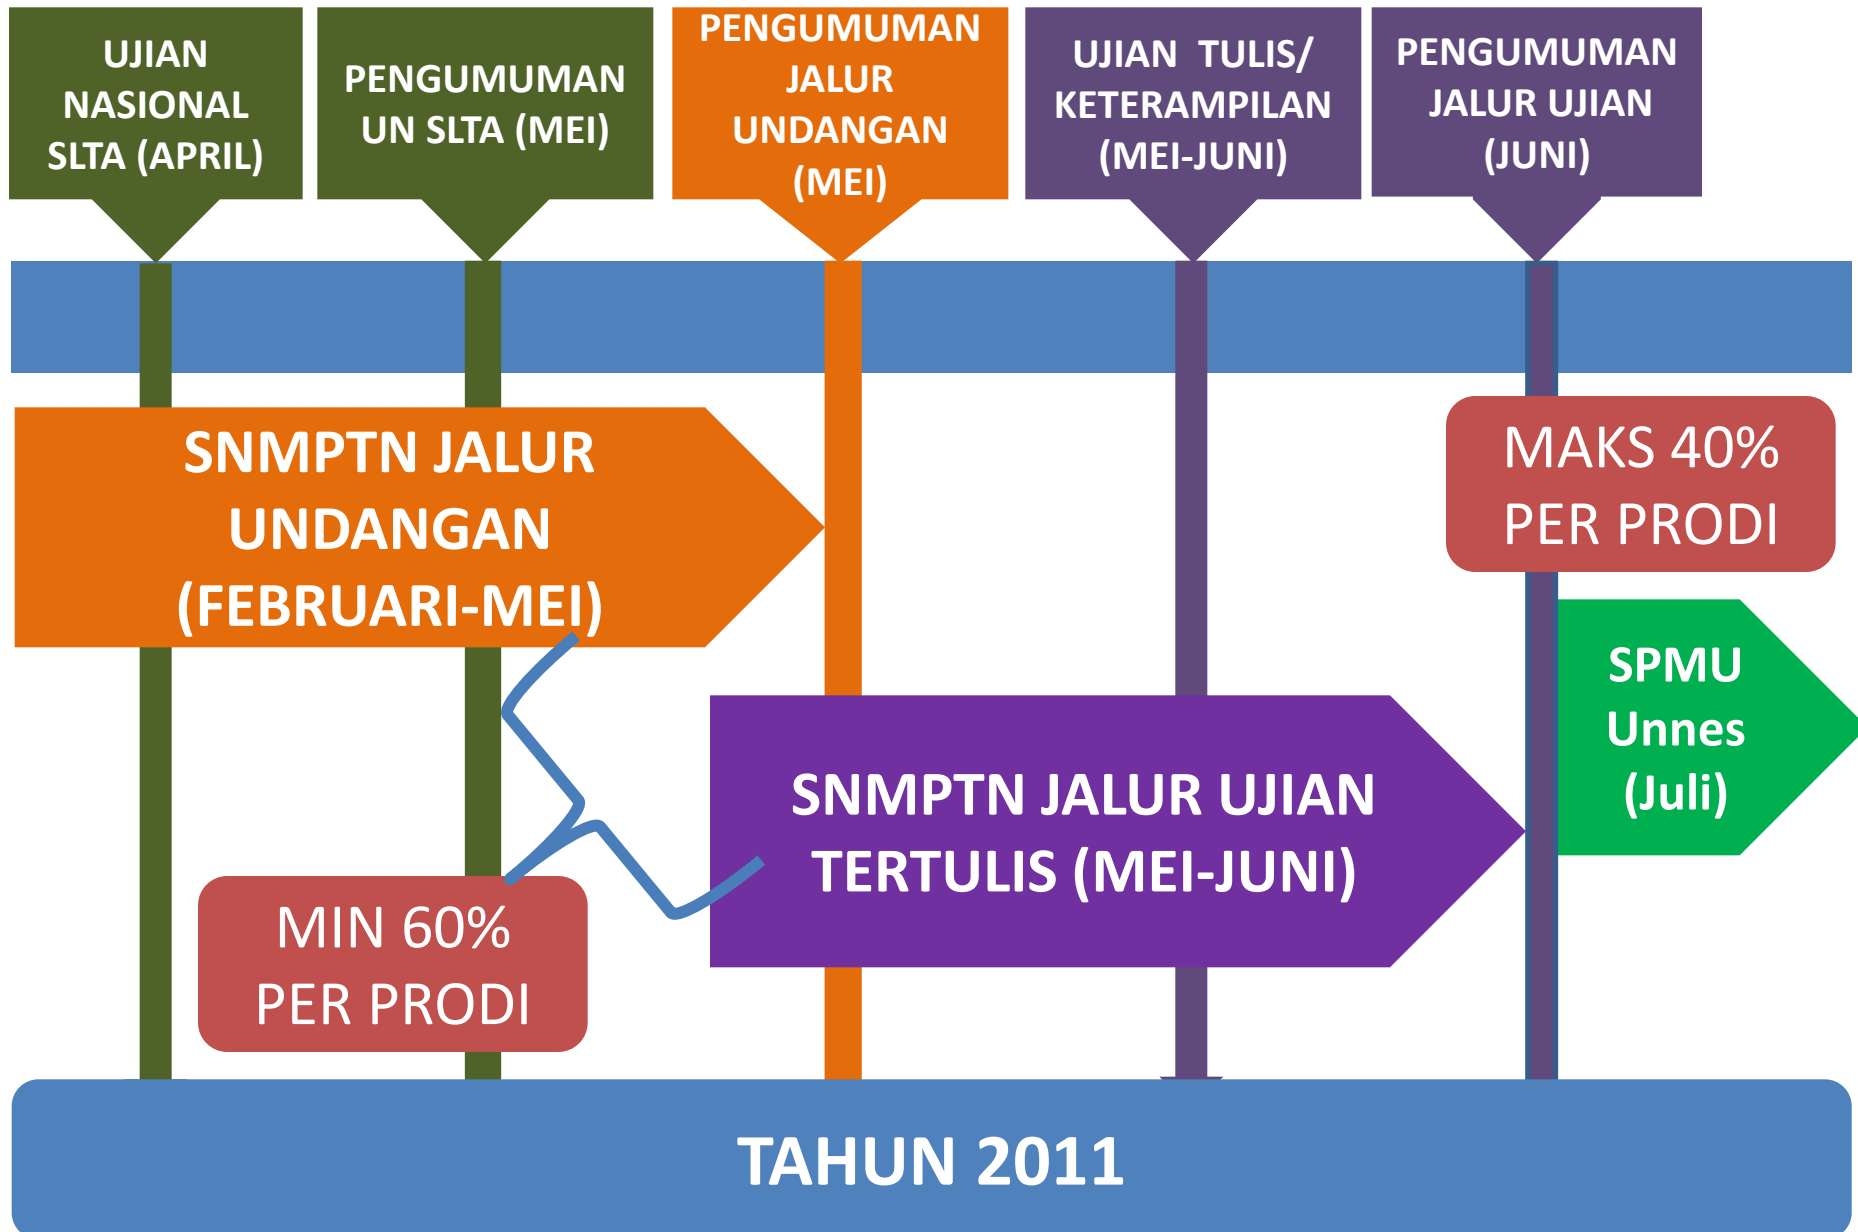 UJIAN
NASIONAL
SLTA (APRIL)
PENGUMUMAN
UN SLTA (MEI)
PENGUMUMAN
JALUR
UNDANGAN
(MEI)
UJIAN  TULIS/
KETERAMPILAN
(MEI-JUNI)
PENGUMUMAN
JALUR UJIAN
(JUNI)
SNMPTN JALUR
UNDANGAN
(FEBRUARI-MEI)
MAKS 40%
PER PRODI
SPMU
Unnes
(Juli)
SNMPTN JALUR UJIAN
TERTULIS (MEI-JUNI)
MIN 60%
PER PRODI
TAHUN 2011